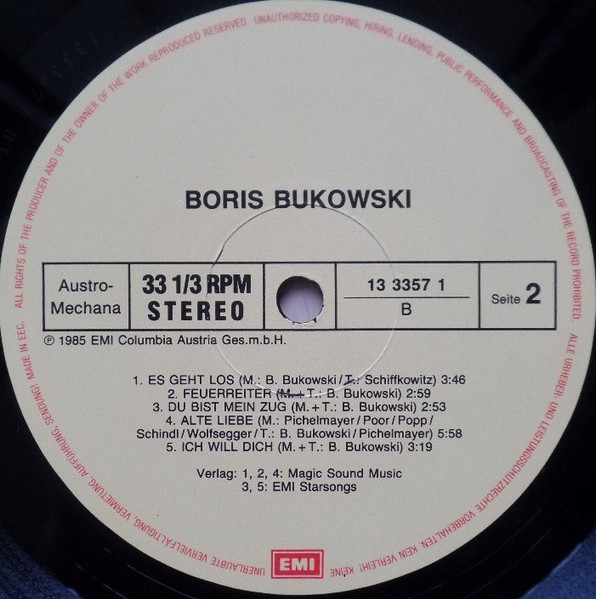 BORIS BUKOWSKI
Austro-
Mechana
33 1/3 RPM
STEREO
13 3357 1
B
Seite 2
℗ 1985 EMI Columbia Austria Ges.m.b.H.
1. ES GEHT LOS (M.: B. Bukowski/T.: Schiffkowitz) 3:46
2. FEUERREITER (M.+T.: B. Bukowski) 2:59
3. DU BIST MEIN ZUG (M.+T.: B. Bukowski) 2:53
4. ALTE LIEBE (M.: Pichelmayer/Poor/Popp/
Schindl/Wolfsegger/T.: B. Bukowski/Pichelmayer) 5:58
5. ICH WILL DICH (M.+T.: B. Bukowski) 3:19
Verlag: 1, 2, 4: Magic Sound Music
3, 5: EMI Starsongs
EMI
MADE IN EEC. ALL RIGHTS OF THE PRODUCER AND OF THE OWNER OF THE WORK REPRODUCED RESERVED. UNAUTHORIZED COPYING, HIRING, LENDING, PUBLIC PERFORMANCE AND BROADCASTING OF THE RECORD PROHIBITED. ALLE URHEBER- UND LEISTUNGSSCHUTZRECHTE VORBEHALTEN. KEIN VERLEIH! KEINE UNERLAUBTE VERVIELFÄLTIGUNG, VERMIETUNG, AUFFÜHRUNG, SENDUNG!